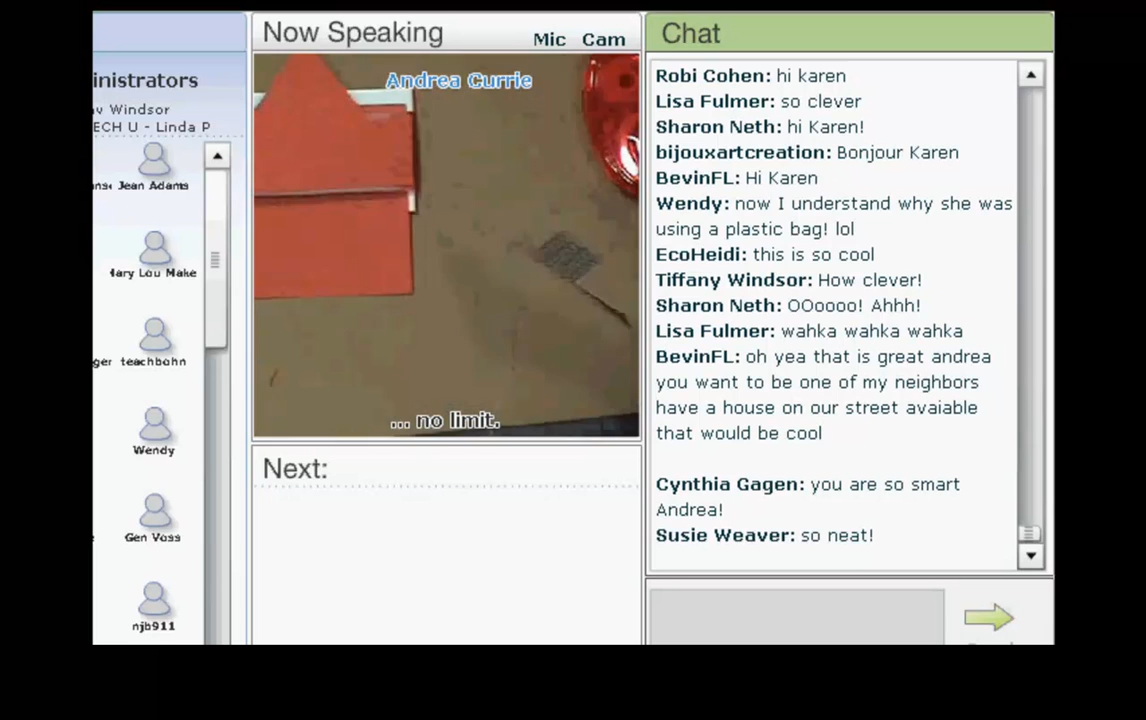 inistrators
Windsor
ECH U - Linda P
Jean Adams
Mary Lou Make
ger teachbohn
Wendy
Gen Voss
njb911
Now Speaking
Mic Cam
Andrea Currie
... no limit.
Next:
Chat
Robi Cohen: hi karen
Lisa Fulmer: so clever
Sharon Neth: hi Karen!
bijouxartcreation: Bonjour Karen
BevinFL: Hi Karen
Wendy: now I understand why she was
using a plastic bag! lol
EcoHeidi: this is so cool
Tiffany Windsor: How clever!
Sharon Neth: OOoooo! Ahhh!
Lisa Fulmer: wahka wahka wahka
BevinFL: oh yea that is great andrea
you want to be one of my neighbors
have a house on our street avaiable
that would be cool
Cynthia Gagen: you are so smart
Andrea!
Susie Weaver: so neat!